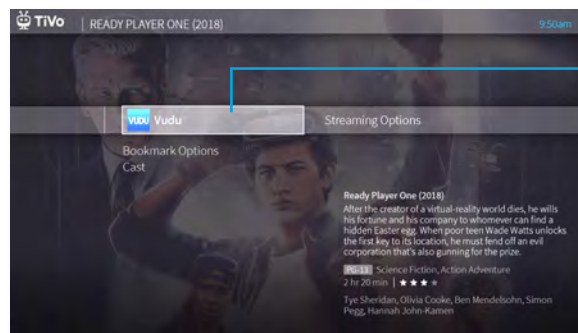 TiVo READY PLAYER ONE (2018) 9:50am
VUDU Vudu Streaming Options
Bookmark Options
Cast
Ready Player One (2018)
After the creator of a virtual-reality world dies, he wills
his fortune and his company to whomever can find a
hidden Easter egg. When poor teen Wade Watts unlocks
the first key to its location, he must fend off an evil
corporation that's also gunning for the prize.
PG-13 Science Fiction, Action Adventure
2 hr 20 min | ★ ★ ★ ★
Tye Sheridan, Olivia Cooke, Ben Mendelsohn, Simon
Pegg, Hannah John-Kamen